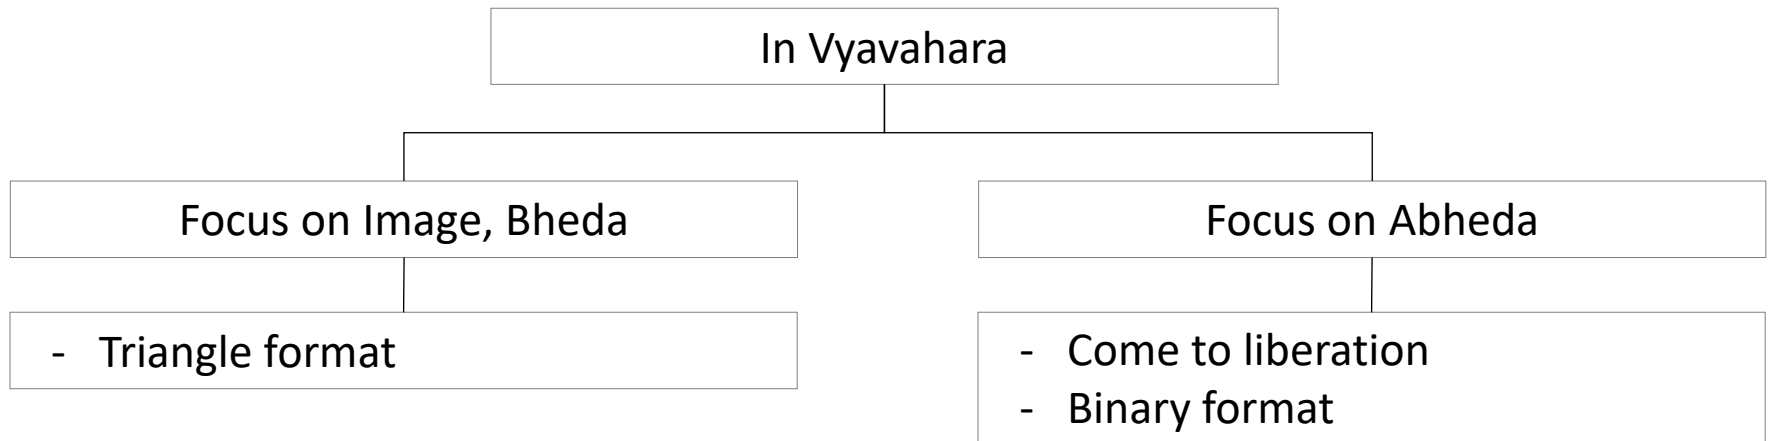 In Vyavahara
Focus on Image, Bheda
Focus on Abheda
- Triangle format
- Come to liberation
- Binary format